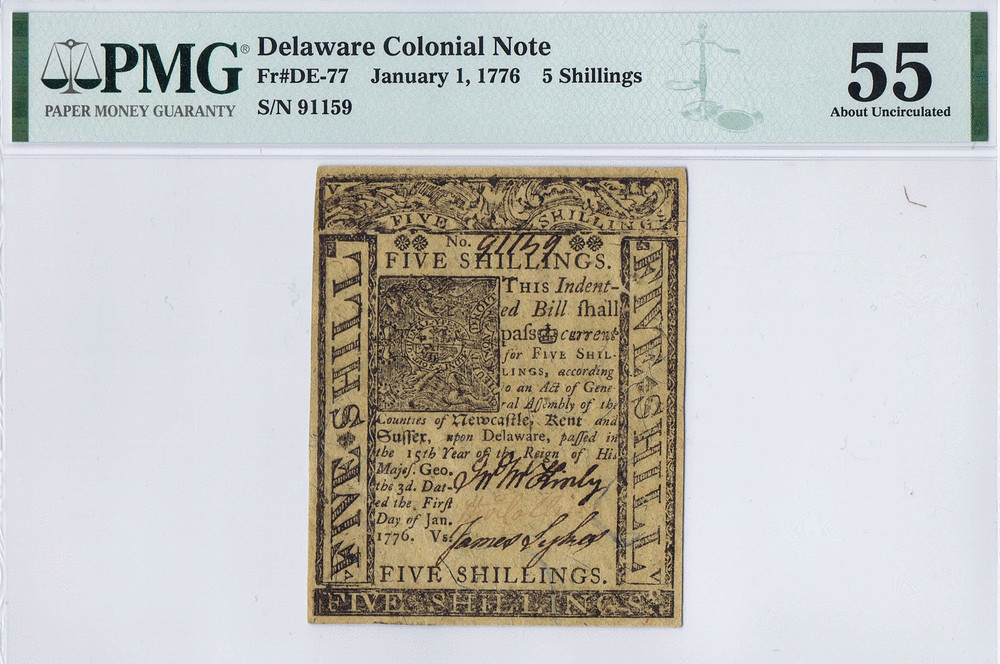 PMG®
PAPER MONEY GUARANTY
Delaware Colonial Note
Fr#DE-77 January 1, 1776 5 Shillings
S/N 91159
55
About Uncirculated
FIVE SHILLINGS
No. 91159
FIVE SHILLINGS.
FIVE SHILL
THIS Indent-
ed Bill ſhall
paſs current
for FIVE SHIL-
LINGS, according
to an Act of Gene
ral Aſſembly of the
Counties of Newcaſtle, Kent and
Suſſex, upon Delaware, paſſed in
the 15th Year of the Reign of His
Majeſ. Geo.
the 3d. Dat-
ed the Firſt
Day of Jan.
1776. Vs.
Jno McKinly
James Sykes
FIVE SHILL
FIVE SHILLINGS.
FIVE SHILLINGS